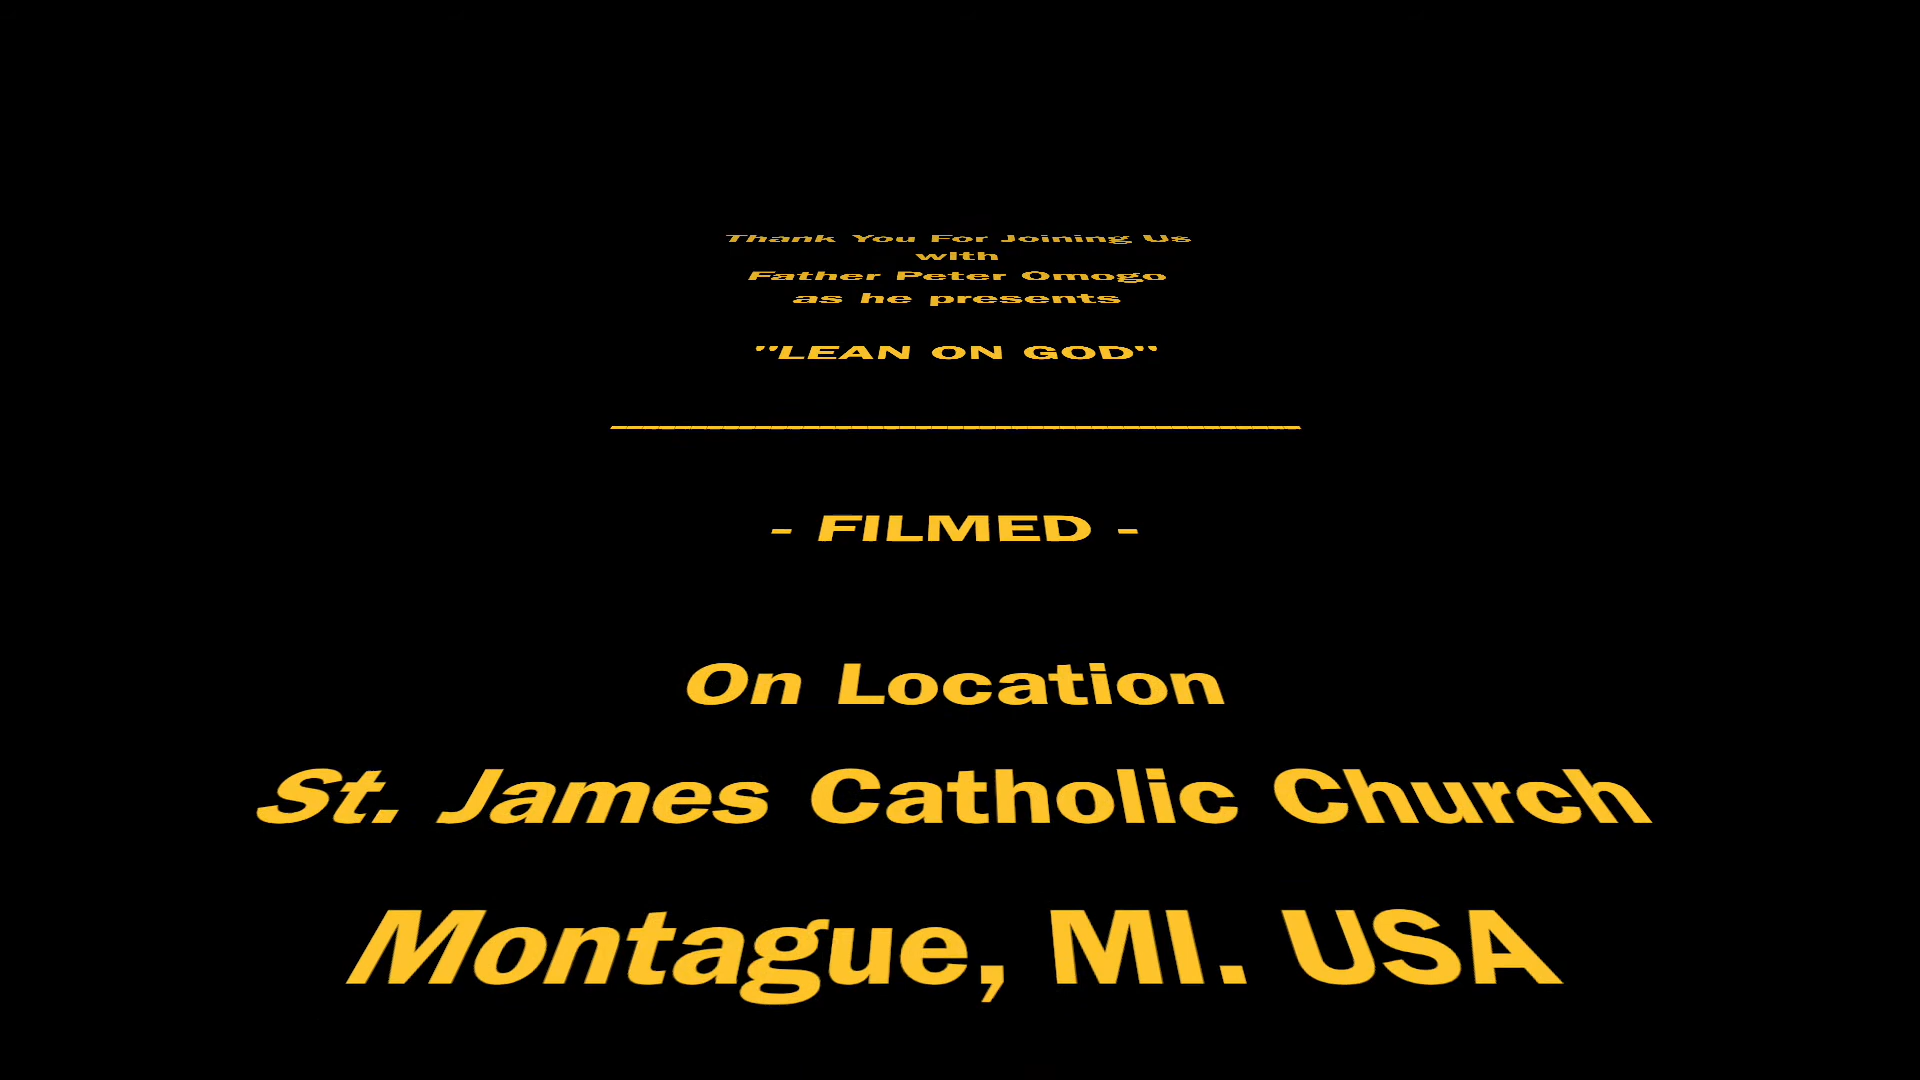 Thank You For Joining Us
with
Father Peter Omogo
as he presents
"LEAN ON GOD"
- FILMED -
On Location
St. James Catholic Church
Montague, MI. USA